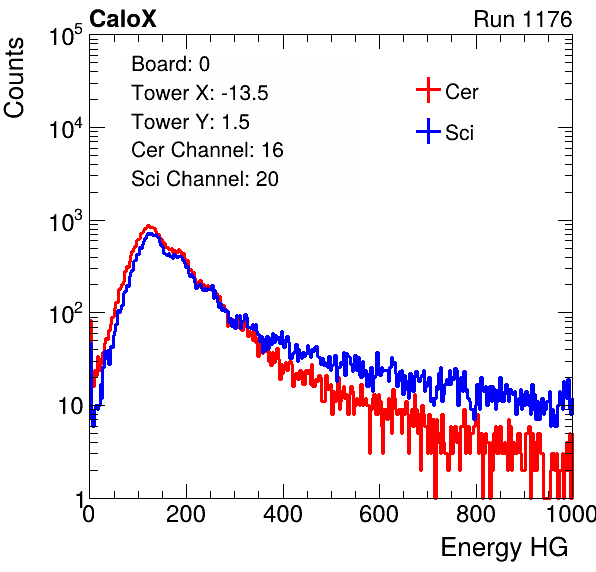 CaloX Run 1176
Counts
Board: 0
Tower X: -13.5
Tower Y: 1.5
Cer Channel: 16
Sci Channel: 20
Cer
Sci
10^5
10^4
10^3
10^2
10
1
0 200 400 600 800 1000
Energy HG